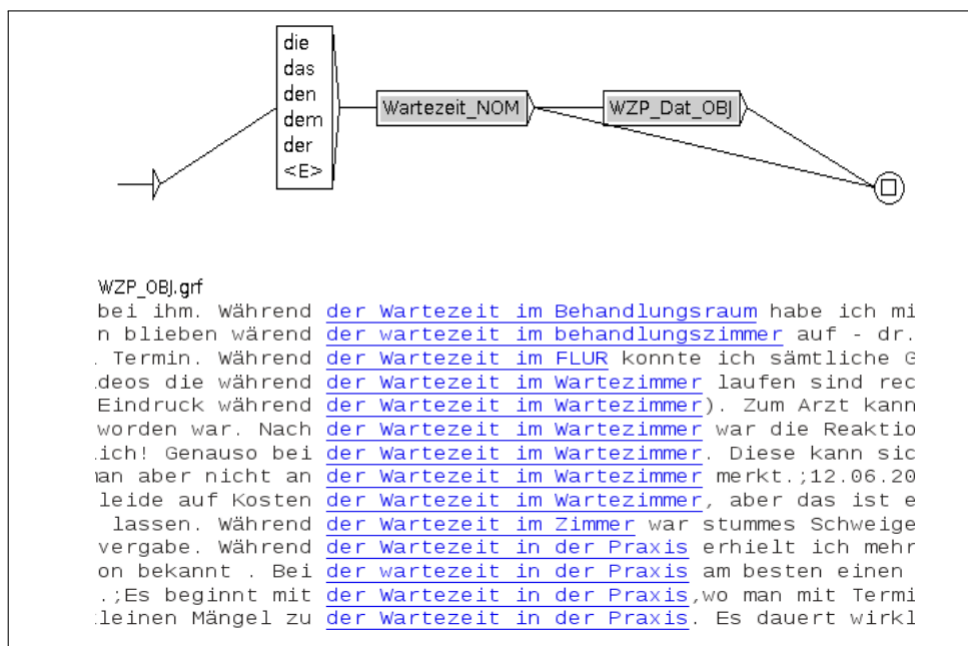 die
das
den
dem
der
<E>
Wartezeit_NOM
WZP_Dat_OBJ
WZP_OBJ.grf
bei ihm. Während der Wartezeit im Behandlungsraum habe ich mi
n blieben wärend der wartezeit im behandlungszimmer auf - dr.
. Termin. Während der Wartezeit im FLUR konnte ich sämtliche G
deos die während der Wartezeit im Wartezimmer laufen sind rec
Eindruck während der Wartezeit im Wartezimmer). Zum Arzt kann
worden war. Nach der Wartezeit im Wartezimmer war die Reaktio
lich! Genauso bei der Wartezeit im Wartezimmer. Diese kann sic
man aber nicht an der Wartezeit im Wartezimmer merkt.;12.06.20
leide auf Kosten der Wartezeit im Wartezimmer, aber das ist e
lassen. Während der Wartezeit im Zimmer war stummes Schweige
vergabe. Während der Wartezeit in der Praxis erhielt ich mehr
on bekannt . Bei der wartezeit in der Praxis am besten einen
.;Es beginnt mit der Wartezeit in der Praxis,wo man mit Termi
leinen Mängel zu der Wartezeit in der Praxis. Es dauert wirkl